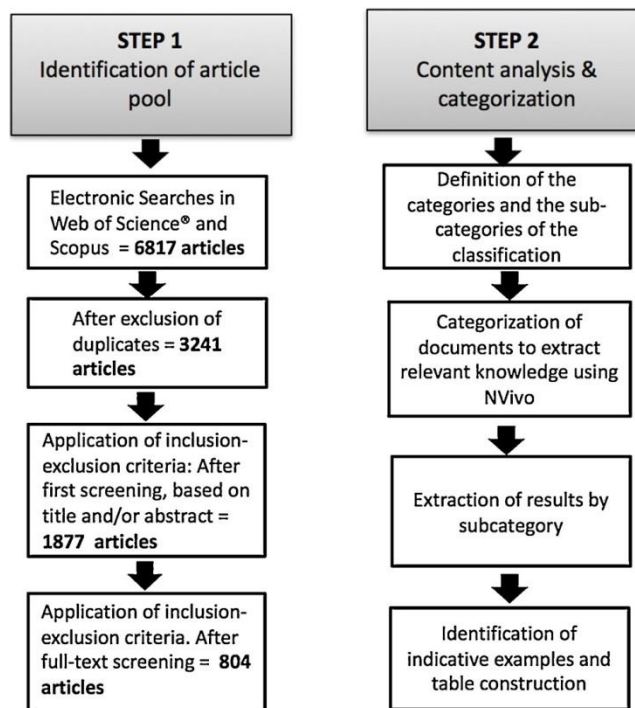 STEP 1
Identification of article
pool
Electronic Searches in
Web of Science® and
Scopus = 6817 articles
After exclusion of
duplicates = 3241
articles
Application of inclusion-
exclusion criteria: After
first screening, based on
title and/or abstract =
1877 articles
Application of inclusion-
exclusion criteria. After
full-text screening = 804
articles
STEP 2
Content analysis &
categorization
Definition of the
categories and the sub-
categories of the
classification
Categorization of
documents to extract
relevant knowledge using
NVivo
Extraction of results by
subcategory
Identification of
indicative examples and
table construction